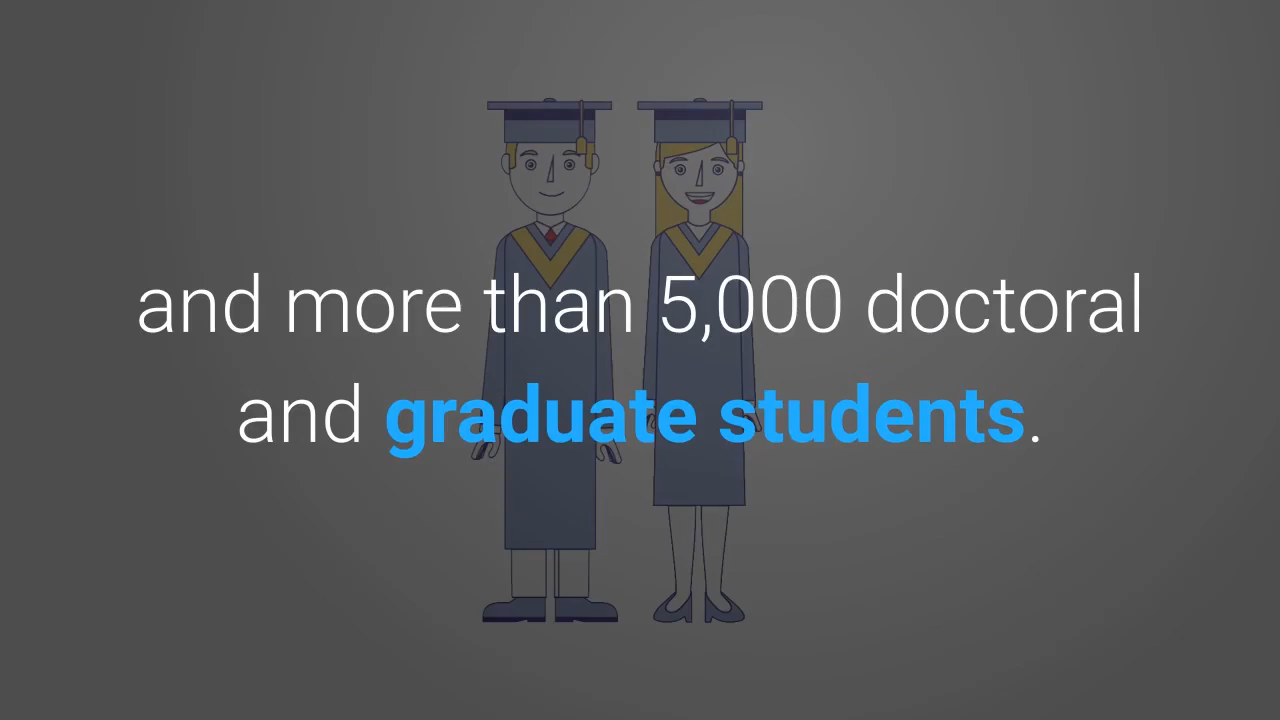 and more than 5,000 doctoral
and graduate students.